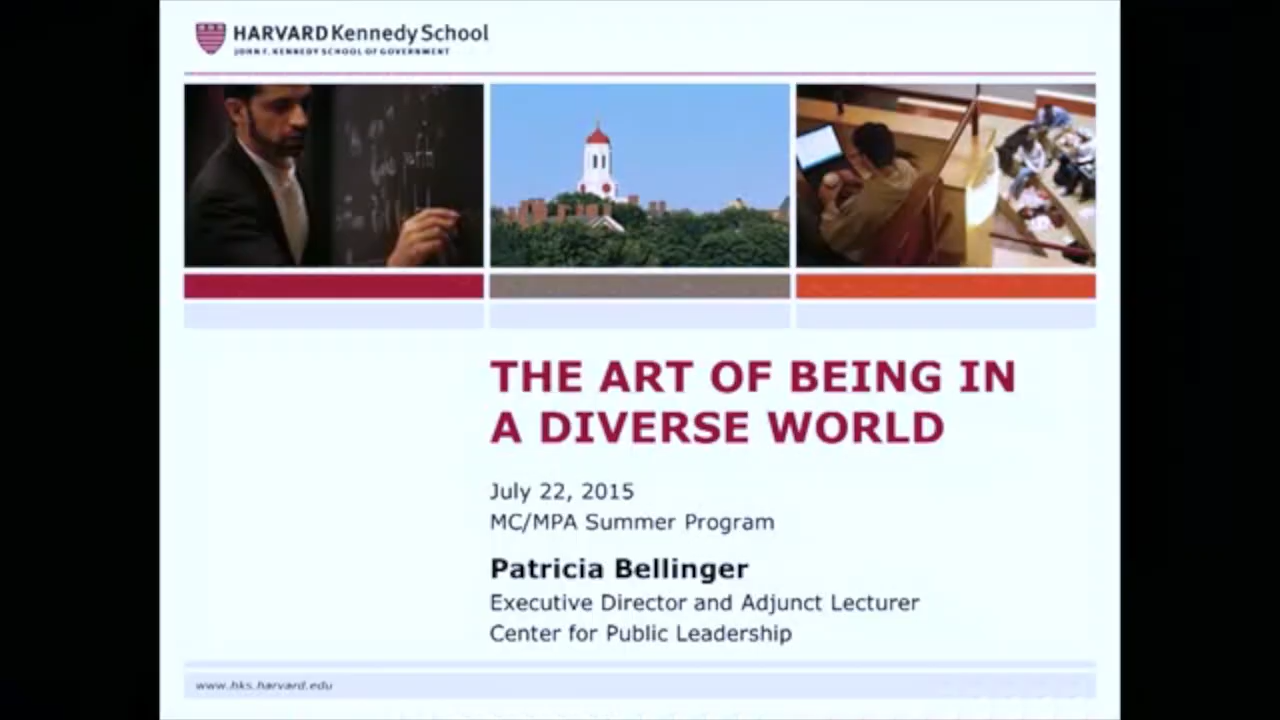 HARVARD Kennedy School
JOHN F. KENNEDY SCHOOL OF GOVERNMENT
THE ART OF BEING IN
A DIVERSE WORLD
July 22, 2015
MC/MPA Summer Program
Patricia Bellinger
Executive Director and Adjunct Lecturer
Center for Public Leadership
www.hks.harvard.edu